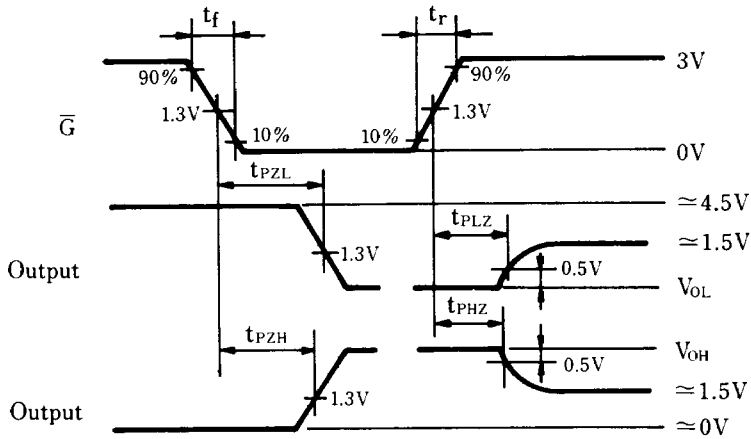 tf
tr
90%
90%
3V
1.3V
1.3V
G̅
10%
10%
0V
tPZL
≃4.5V
tPLZ
≃1.5V
1.3V
0.5V
Output
VOL
tPHZ
tPZH
VOH
0.5V
1.3V
≃1.5V
Output
≃0V